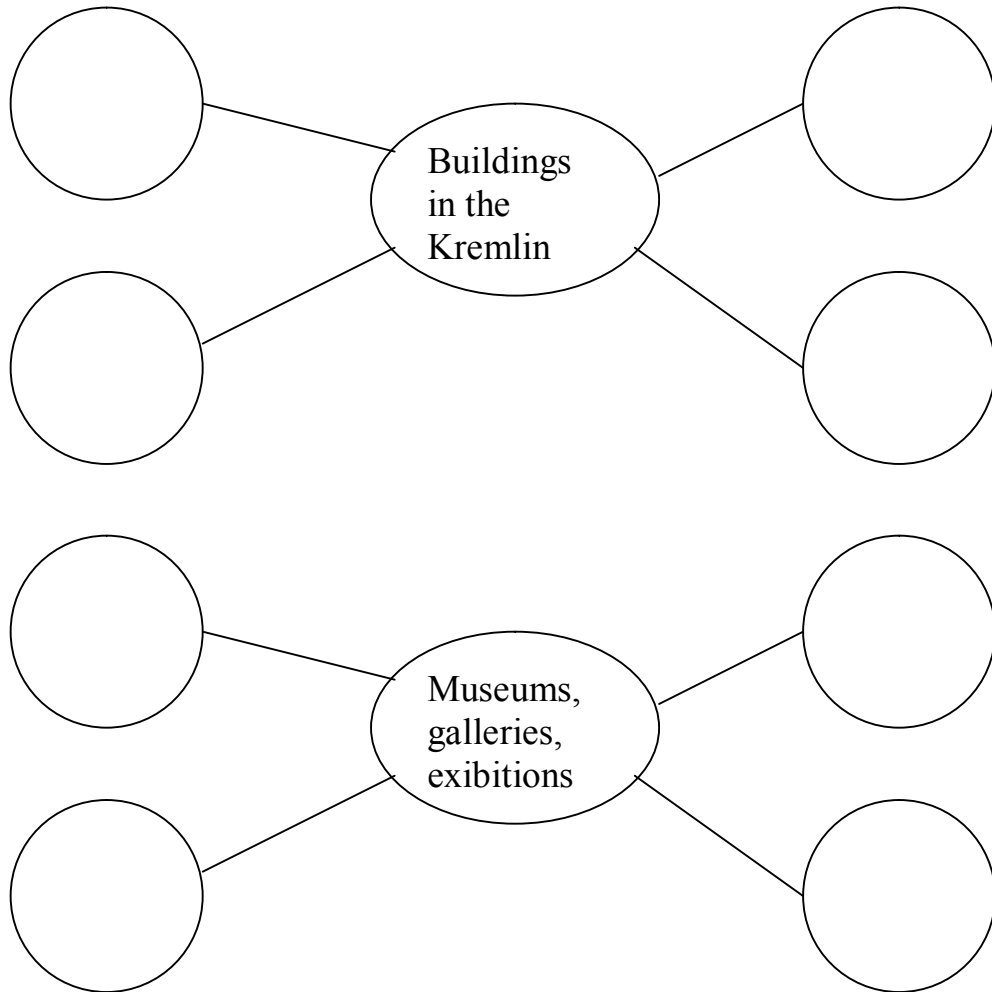 Buildings
in the
Kremlin
Museums,
galleries,
exibitions